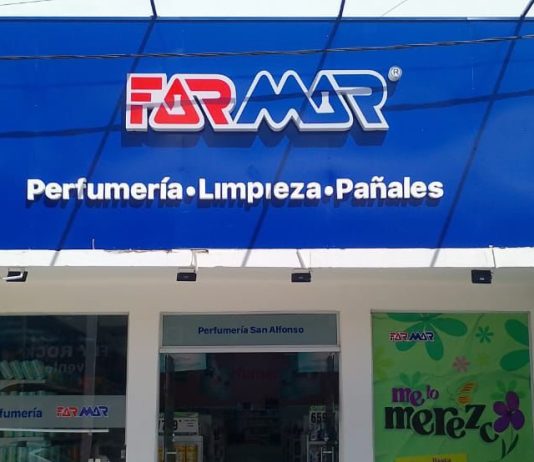 FARMAR®
Perfumería•Limpieza•Pañales
Perfumería San Alfonso
FARMAR
me lo
merezco
fumería FARMAR